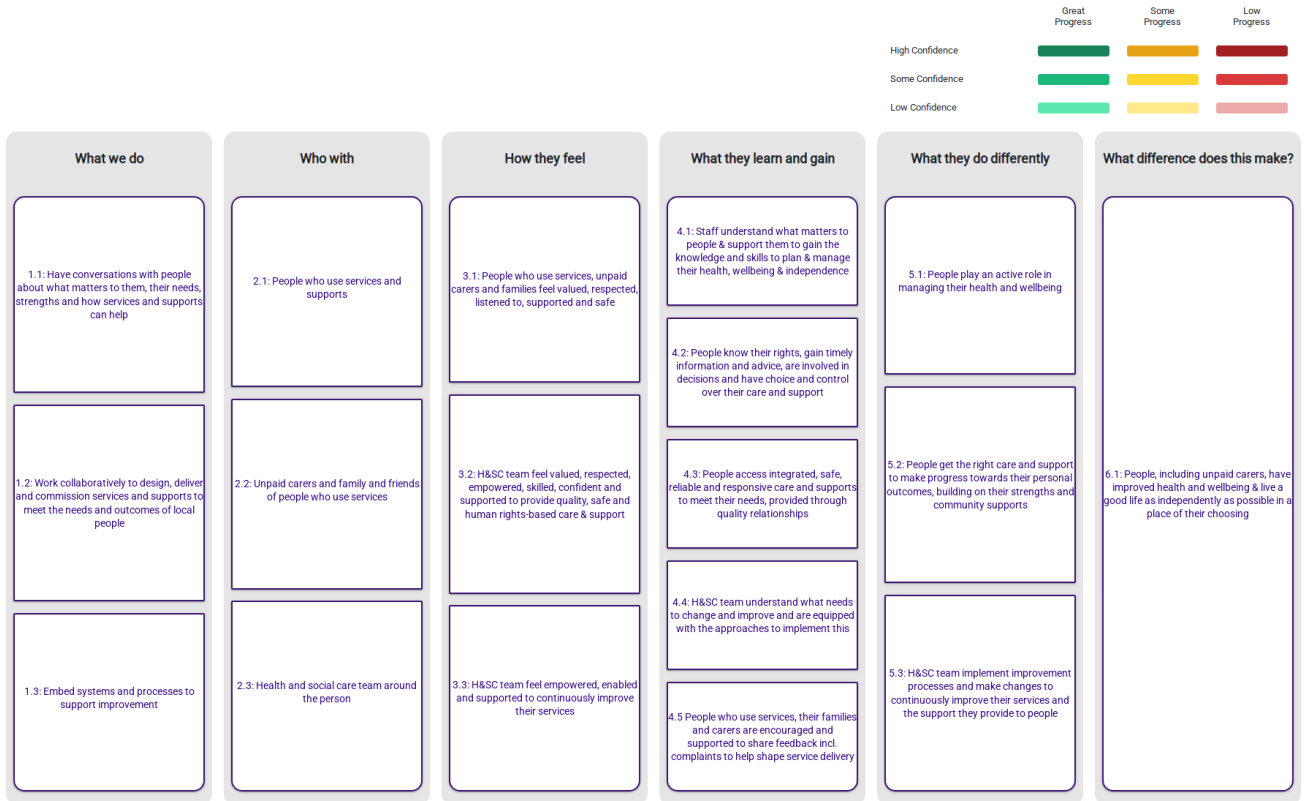 Great
Progress
Some
Progress
Low
Progress
High Confidence
Some Confidence
Low Confidence
What we do
1.1: Have conversations with people
about what matters to them, their needs,
strengths and how services and supports
can help
1.2: Work collaboratively to design, deliver
and commission services and supports to
meet the needs and outcomes of local
people
1.3: Embed systems and processes to
support improvement
Who with
2.1: People who use services and
supports
2.2: Unpaid carers and family and friends
of people who use services
2.3: Health and social care team around
the person
How they feel
3.1: People who use services, unpaid
carers and families feel valued, respected,
listened to, supported and safe
3.2: H&SC team feel valued, respected,
empowered, skilled, confident and
supported to provide quality, safe and
human rights-based care & support
3.3: H&SC team feel empowered, enabled
and supported to continuously improve
their services
What they learn and gain
4.1: Staff understand what matters to
people & support them to gain the
knowledge and skills to plan & manage
their health, wellbeing & independence
4.2: People know their rights, gain timely
information and advice, are involved in
decisions and have choice and control
over their care and support
4.3: People access integrated, safe,
reliable and responsive care and supports
to meet their needs, provided through
quality relationships
4.4: H&SC team understand what needs
to change and improve and are equipped
with the approaches to implement this
4.5 People who use services, their families
and carers are encouraged and
supported to share feedback incl.
complaints to help shape service delivery
What they do differently
5.1: People play an active role in
managing their health and wellbeing
5.2: People get the right care and support
to make progress towards their personal
outcomes, building on their strengths and
community supports
5.3: H&SC team implement improvement
processes and make changes to
continuously improve their services and
the support they provide to people
What difference does this make?
6.1: People, including unpaid carers, have
improved health and wellbeing & live a
good life as independently as possible in a
place of their choosing